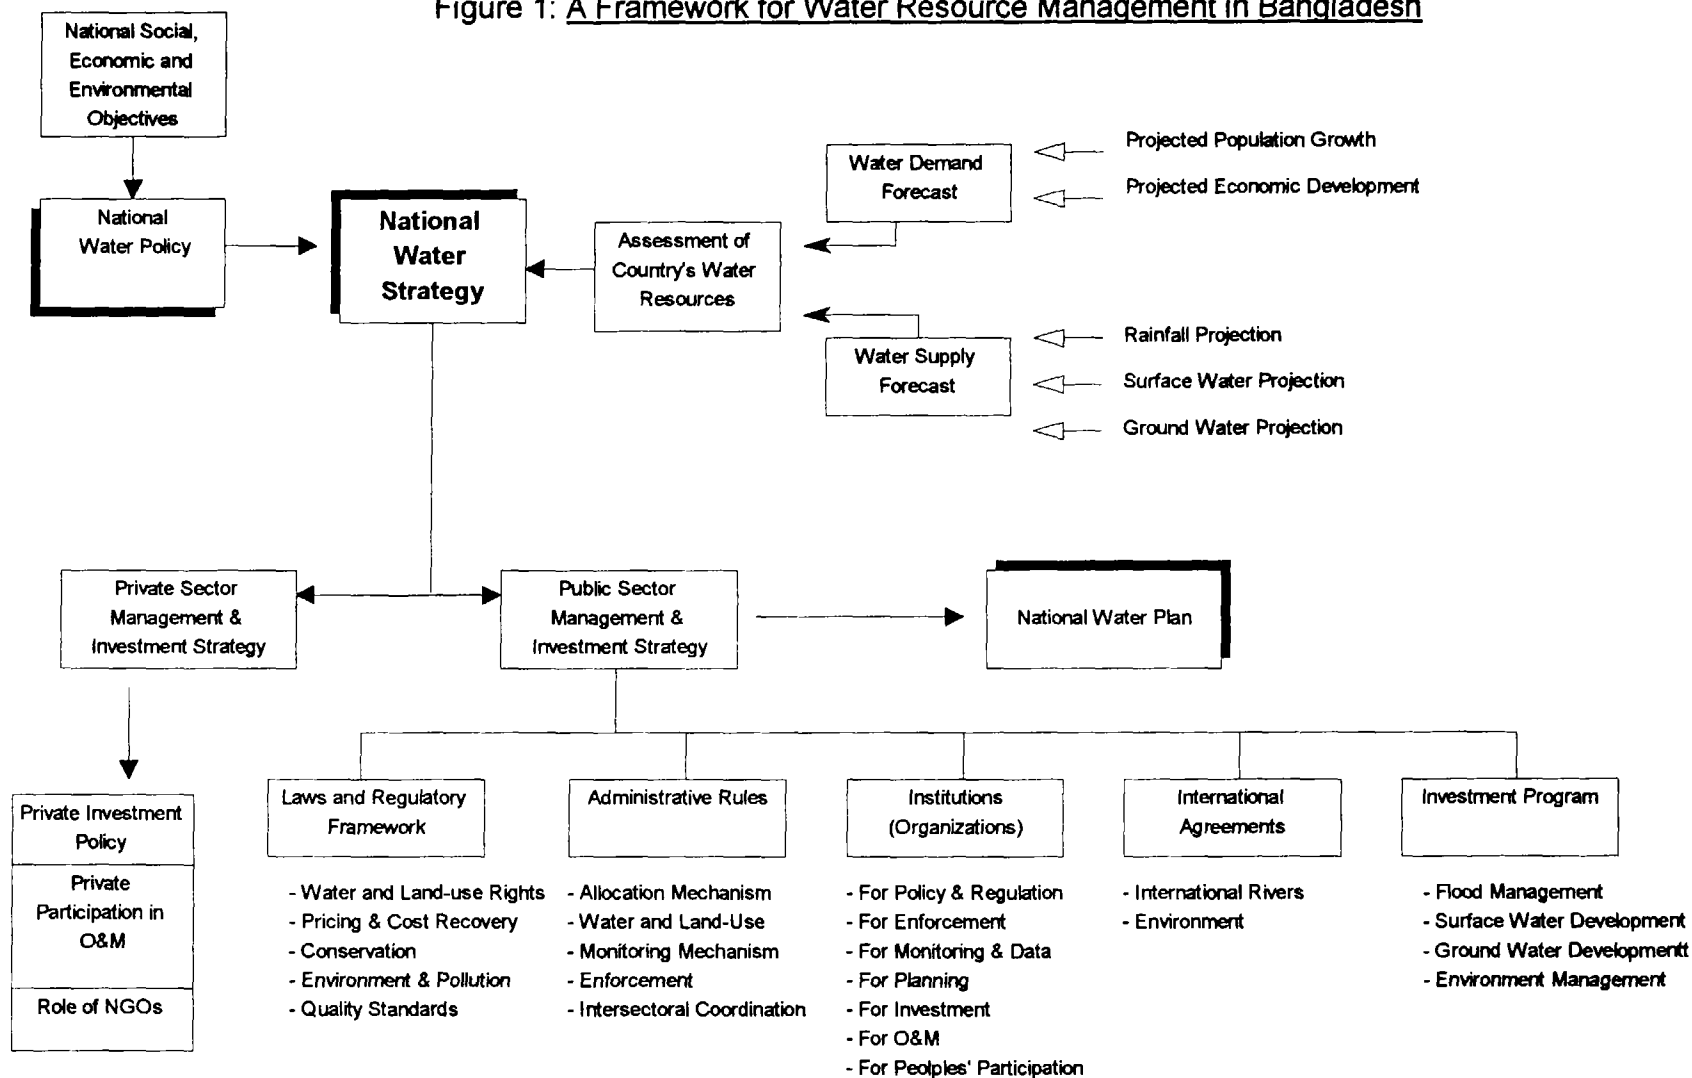 Figure 1: A Framework for Water Resource Management in Bangladesh
National Social,
Economic and
Environmental
Objectives
National
Water Policy
National
Water
Strategy
Assessment of
Country's Water
Resources
Water Demand
Forecast
Projected Population Growth
Projected Economic Development
Water Supply
Forecast
Rainfall Projection
Surface Water Projection
Ground Water Projection
Private Sector
Management &
Investment Strategy
Public Sector
Management &
Investment Strategy
National Water Plan
Private Investment
Policy
Private
Participation in
O&M
Role of NGOs
Laws and Regulatory
Framework
- Water and Land-use Rights
- Pricing & Cost Recovery
- Conservation
- Environment & Pollution
- Quality Standards
Administrative Rules
- Allocation Mechanism
- Water and Land-Use
- Monitoring Mechanism
- Enforcement
- Intersectoral Coordination
Institutions
(Organizations)
- For Policy & Regulation
- For Enforcement
- For Monitoring & Data
- For Planning
- For Investment
- For O&M
- For Peolples' Participation
International
Agreements
- International Rivers
- Environment
Investment Program
- Flood Management
- Surface Water Development
- Ground Water Developmentt
- Environment Management